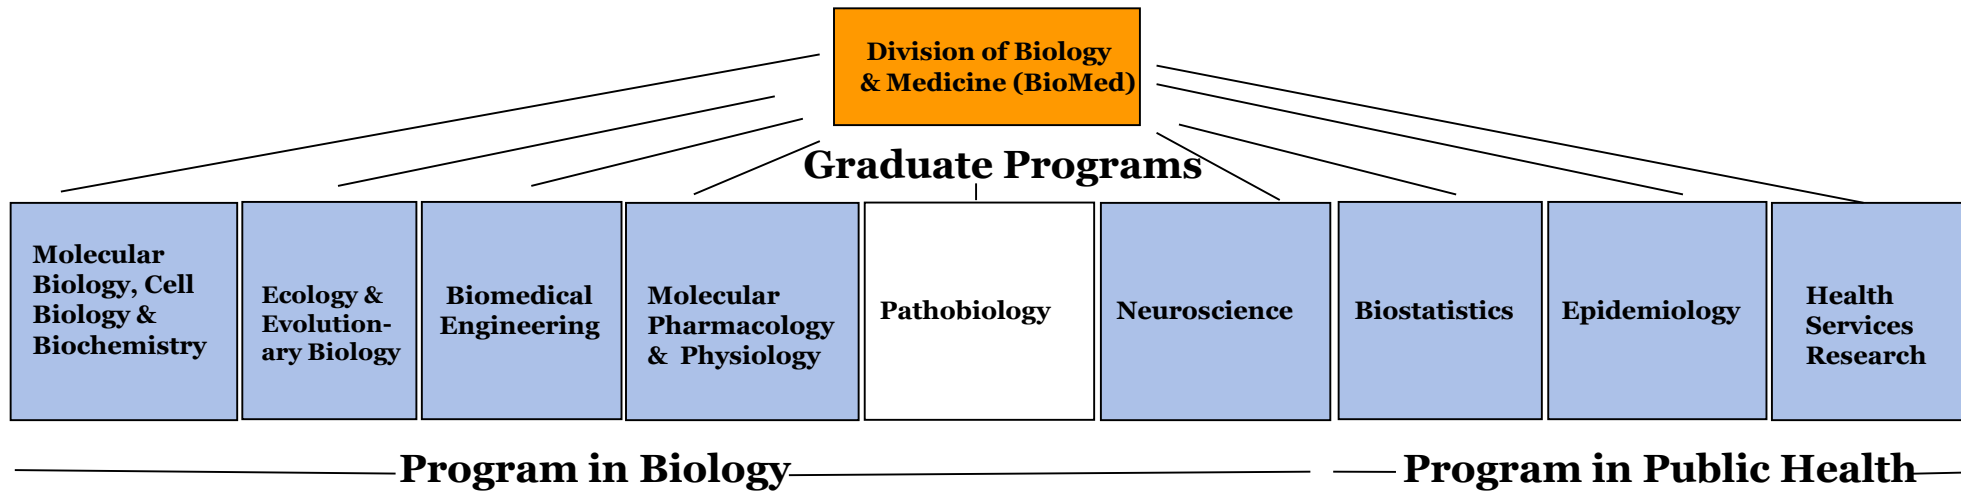 Division of Biology
& Medicine (BioMed)
Graduate Programs
Molecular
Biology, Cell
Biology &
Biochemistry
Ecology &
Evolution-
ary Biology
Biomedical
Engineering
Molecular
Pharmacology
& Physiology
Pathobiology
Neuroscience
Biostatistics
Epidemiology
Health
Services
Research
Program in Biology
Program in Public Health